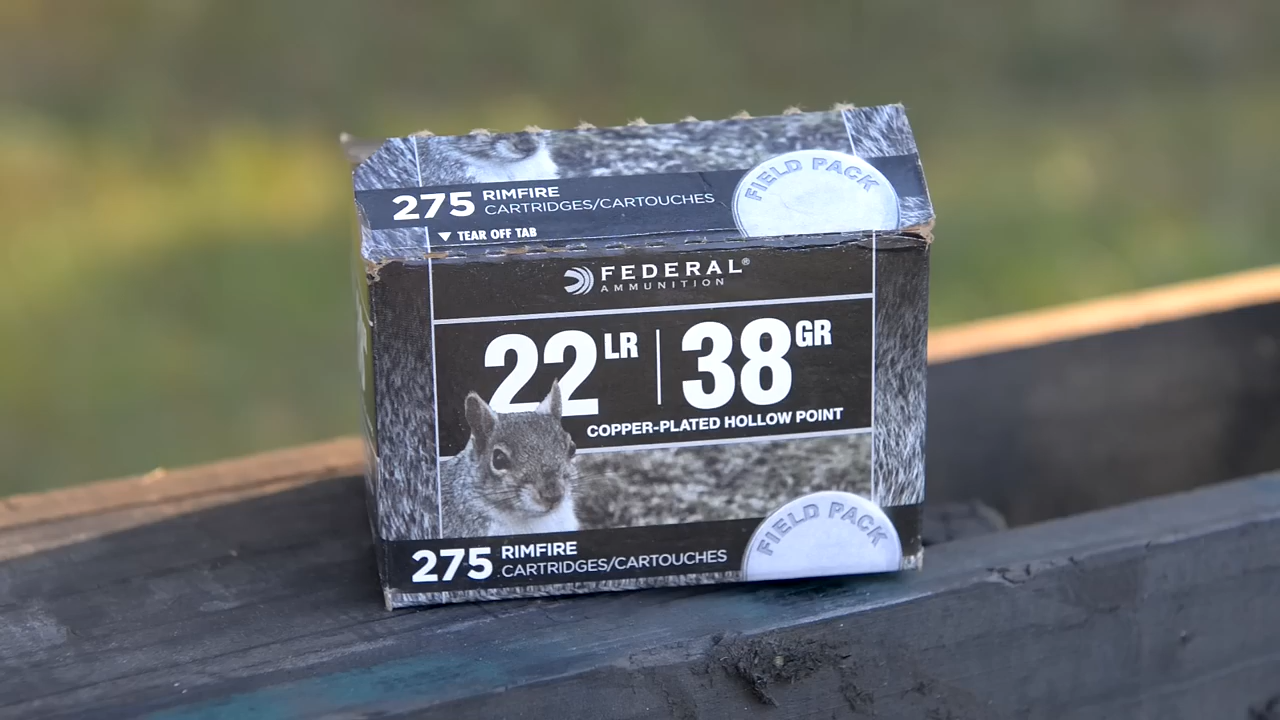 FIELD PACK
275 RIMFIRE
CARTRIDGES/CARTOUCHES
TEAR OFF TAB
FEDERAL®
AMMUNITION
22 LR | 38 GR
COPPER-PLATED HOLLOW POINT
FIELD PACK
275 RIMFIRE
CARTRIDGES/CARTOUCHES